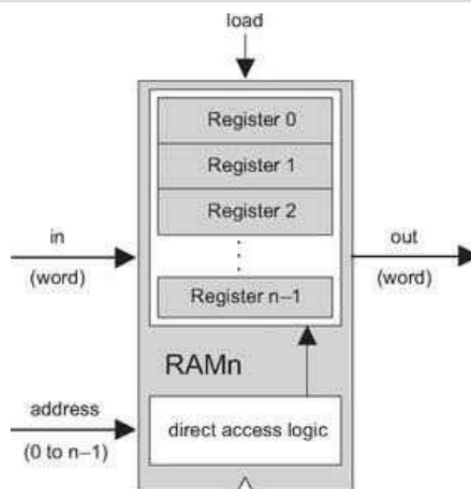 load
Register 0
Register 1
Register 2
in
(word)
out
(word)
Register n–1
RAMn
address
(0 to n–1)
direct access logic